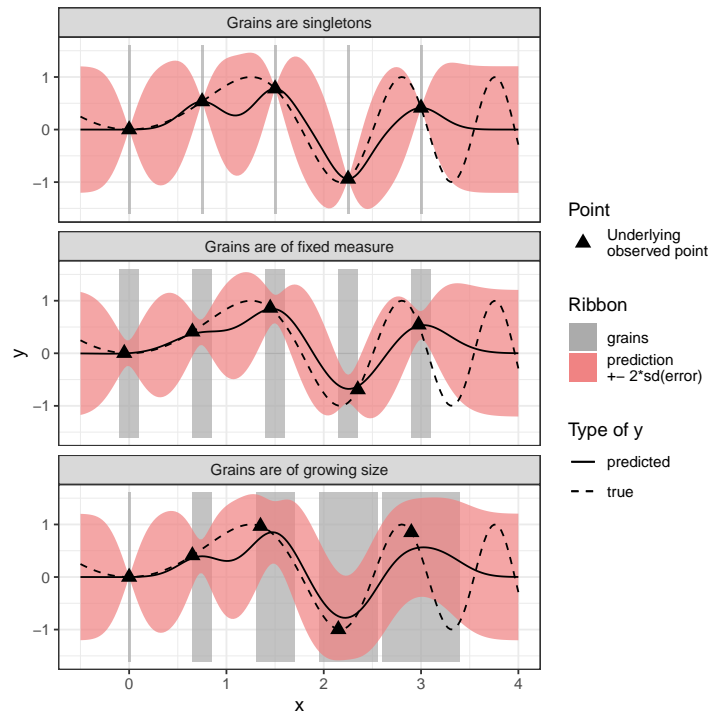 Grains are singletons
1
0
−1
Grains are of fixed measure
1
0
−1
Grains are of growing size
1
0
−1
0 1 2 3 4
x
y
Point
Underlying
observed point
Ribbon
grains
prediction
+− 2*sd(error)
Type of y
predicted
true